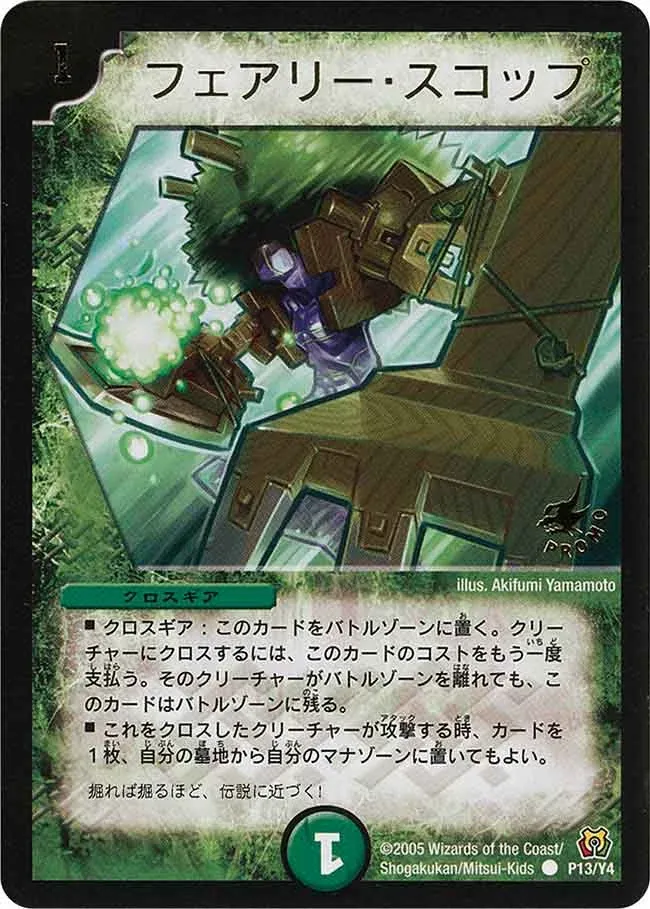 1
フェアリー・スコップ
PROMO
illus. Akifumi Yamamoto
クロスギア
■ クロスギア：このカードをバトルゾーンに置く。クリー
チャーにクロスするには、このカードのコストをもう一度
支払う。そのクリーチャーがバトルゾーンを離れても、こ
のカードはバトルゾーンに残る。
■ これをクロスしたクリーチャーが攻撃する時、カードを
1枚、自分の墓地から自分のマナゾーンに置いてもよい。
掘れば掘るほど、伝説に近づく!
1
©2005 Wizards of the Coast/
Shogakukan/Mitsui-Kids ● P13/Y4